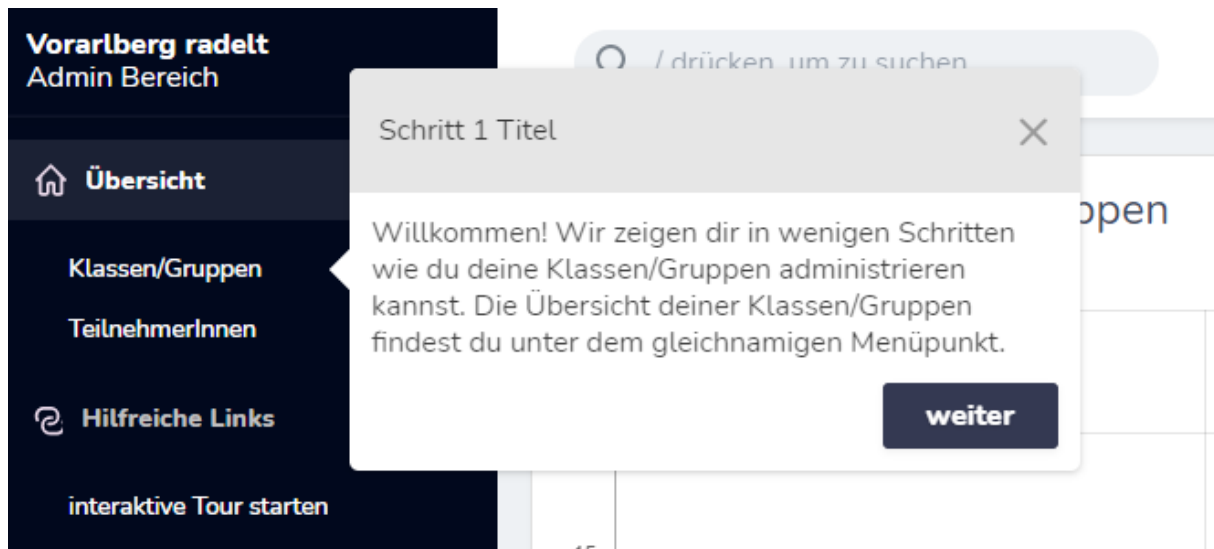 Vorarlberg radelt
Admin Bereich
/ drücken, um zu suchen
Schritt 1 Titel
Übersicht
Willkommen! Wir zeigen dir in wenigen Schritten
wie du deine Klassen/Gruppen administrieren
kannst. Die Übersicht deiner Klassen/Gruppen
findest du unter dem gleichnamigen Menüpunkt.
weiter
Klassen/Gruppen
TeilnehmerInnen
Hilfreiche Links
interaktive Tour starten